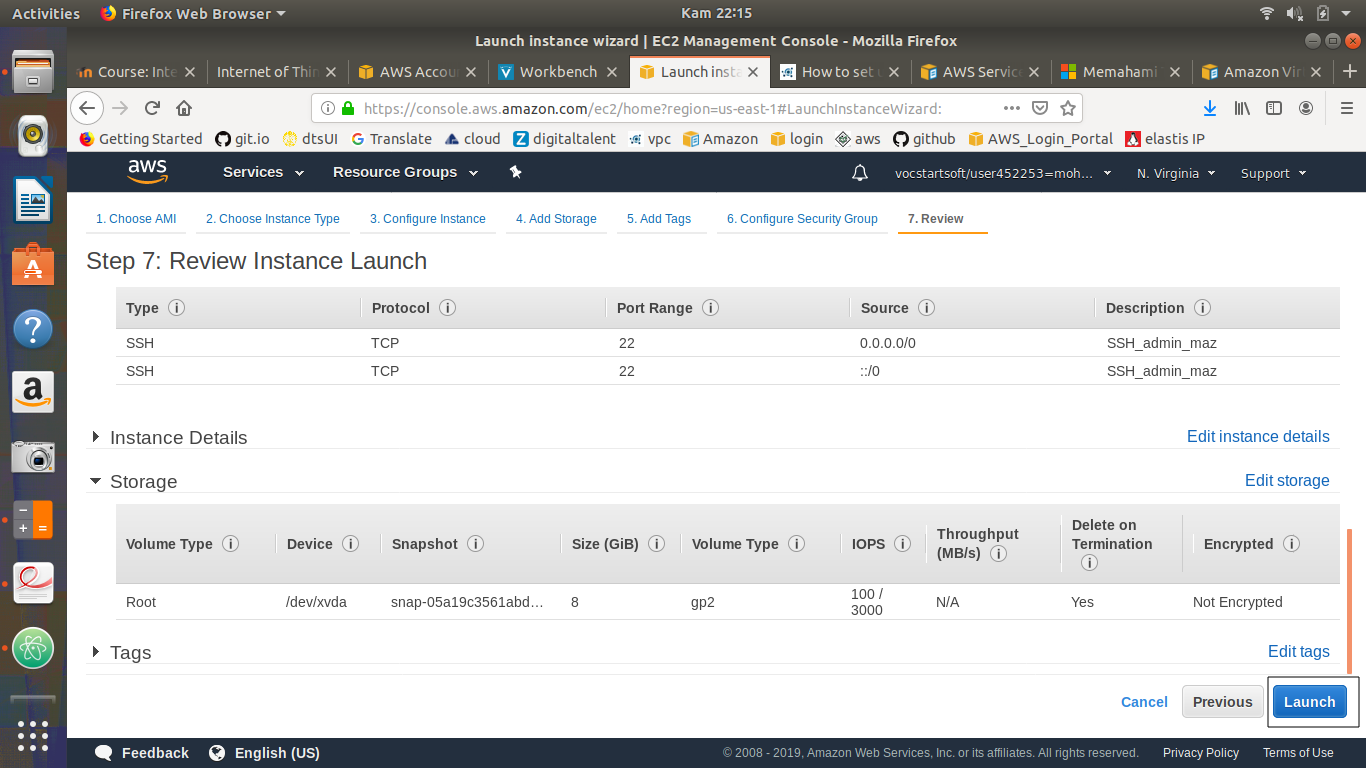 Activities Firefox Web Browser Kam 22:15
Launch instance wizard | EC2 Management Console - Mozilla Firefox
Course: Inte Internet of Thin AWS Accou Workbench Launch insta How to set u AWS Service Memahami Amazon Vir
https://console.aws.amazon.com/ec2/home?region=us-east-1#LaunchInstanceWizard:
Getting Started git.io dtsUI Translate cloud digitaltalent vpc Amazon login aws github AWS_Login_Portal elastis IP
aws Services Resource Groups vocstartsoft/user452253=moh... N. Virginia Support
1. Choose AMI 2. Choose Instance Type 3. Configure Instance 4. Add Storage 5. Add Tags 6. Configure Security Group 7. Review
Step 7: Review Instance Launch
Type Protocol Port Range Source Description
SSH TCP 22 0.0.0.0/0 SSH_admin_maz
SSH TCP 22 ::/0 SSH_admin_maz
Instance Details Edit instance details
Storage Edit storage
Volume Type Device Snapshot Size (GiB) Volume Type IOPS Throughput (MB/s) Delete on Termination Encrypted
Root /dev/xvda snap-05a19c3561abd... 8 gp2 100 / 3000 N/A Yes Not Encrypted
Tags Edit tags
Cancel Previous Launch
Feedback English (US) © 2008 - 2019, Amazon Web Services, Inc. or its affiliates. All rights reserved. Privacy Policy Terms of Use